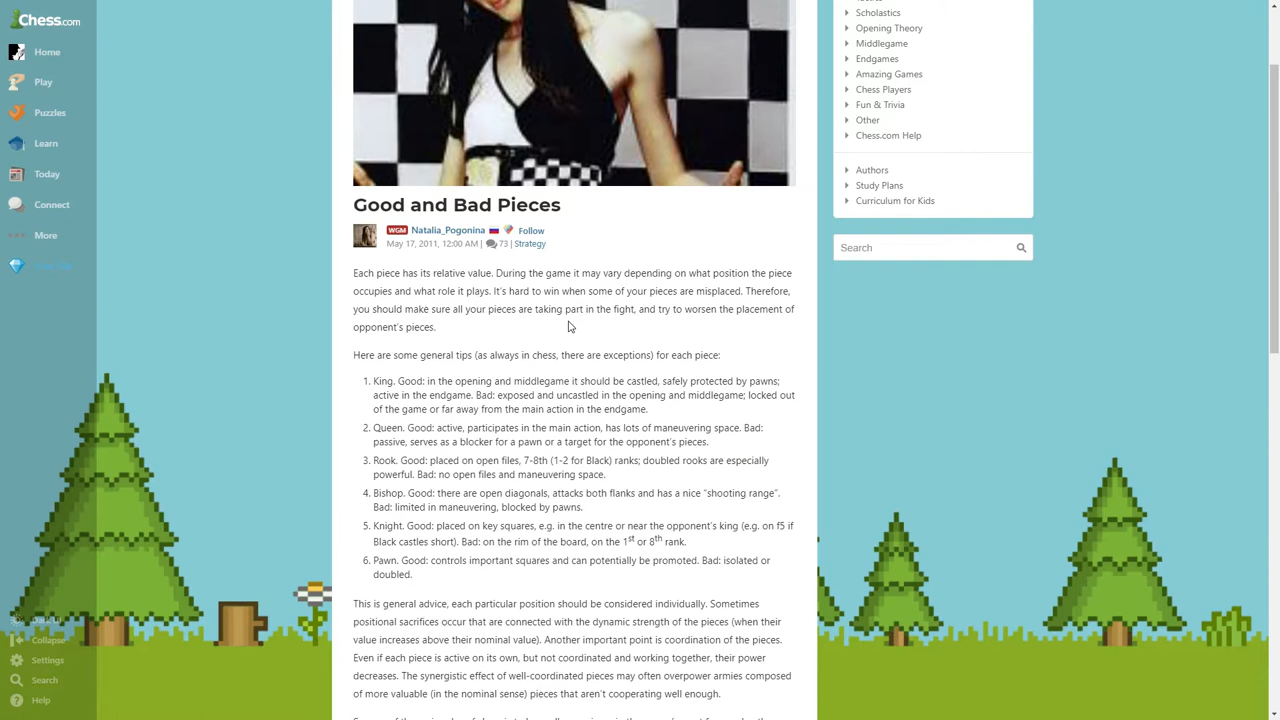 Chess.com
Home
Play
Puzzles
Learn
Today
Connect
More
Settings
Search
Help
Collapse
Good and Bad Pieces
WGM Natalia_Pogonina Follow
May 17, 2011, 12:00 AM | 73 | Strategy
Each piece has its relative value. During the game it may vary depending on what position the piece
occupies and what role it plays. It's hard to win when some of your pieces are misplaced. Therefore,
you should make sure all your pieces are taking part in the fight, and try to worsen the placement of
opponent's pieces.
Here are some general tips (as always in chess, there are exceptions) for each piece:
1. King. Good: in the opening and middlegame it should be castled, safely protected by pawns;
active in the endgame. Bad: exposed and uncastled in the opening and middlegame; locked out
of the game or far away from the main action in the endgame.
2. Queen. Good: active, participates in the main action, has lots of maneuvering space. Bad:
passive, serves as a blocker for a pawn or a target for the opponent's pieces.
3. Rook. Good: placed on open files, 7-8th (1-2 for Black) ranks; doubled rooks are especially
powerful. Bad: no open files and maneuvering space.
4. Bishop. Good: there are open diagonals, attacks both flanks and has a nice "shooting range".
Bad: limited in maneuvering, blocked by pawns.
5. Knight. Good: placed on key squares, e.g. in the centre or near the opponent's king (e.g. on f5 if
Black castles short). Bad: on the rim of the board, on the 1st or 8th rank.
6. Pawn. Good: controls important squares and can potentially be promoted. Bad: isolated or
doubled.
This is general advice, each particular position should be considered individually. Sometimes
positional sacrifices occur that are connected with the dynamic strength of the pieces (when their
value increases above their nominal value). Another important point is coordination of the pieces.
Even if each piece is active on its own, but not coordinated and working together, their power
decreases. The synergistic effect of well-coordinated pieces may often overpower armies composed
of more valuable (in the nominal sense) pieces that aren't cooperating well enough.
Scholastics
Opening Theory
Middlegame
Endgames
Amazing Games
Chess Players
Fun & Trivia
Other
Chess.com Help
Authors
Study Plans
Curriculum for Kids
Search